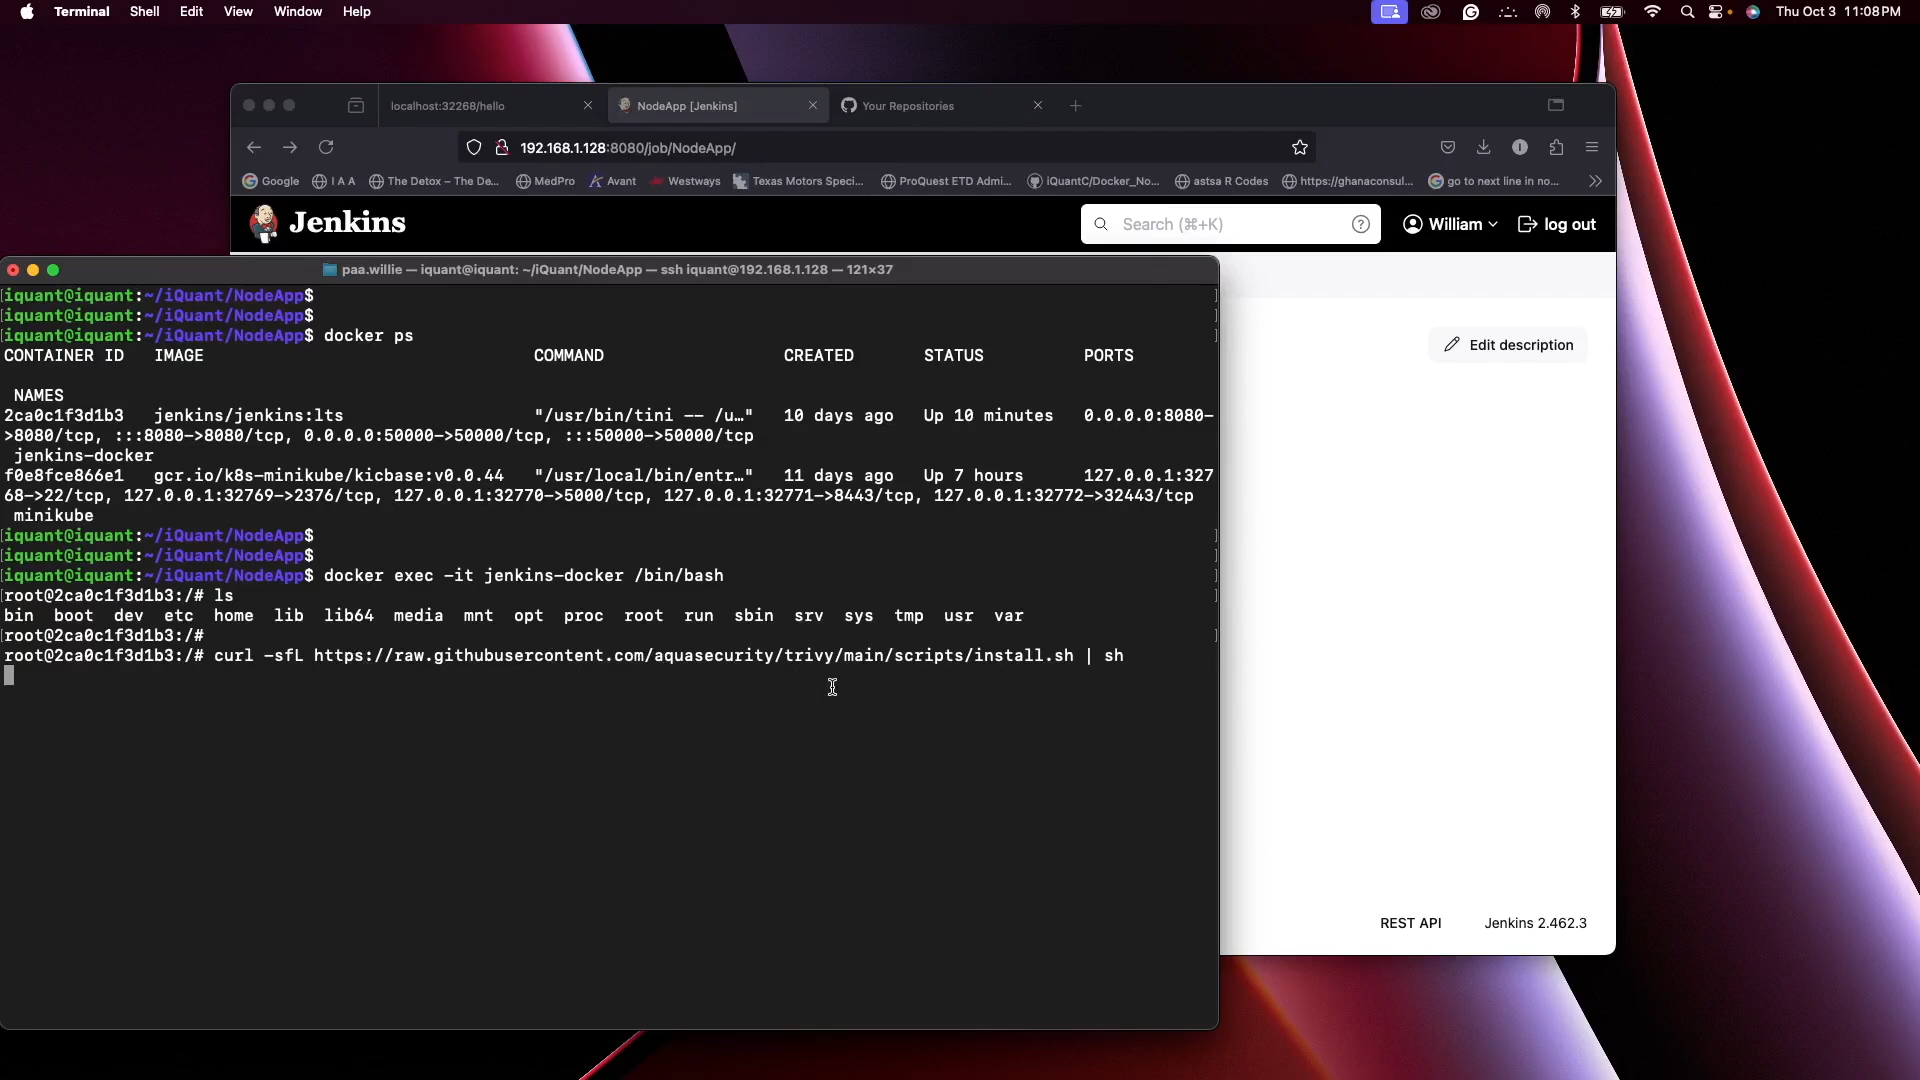 Terminal Shell Edit View Window Help Thu Oct 3 11:08 PM
localhost:32268/hello NodeApp [Jenkins] Your Repositories
192.168.1.128:8080/job/NodeApp/
Google I A A The Detox – The De... MedPro Avant Westways Texas Motors Speci... ProQuest ETD Admi... iQuantC/Docker_No... astsa R Codes https://ghanaconsul... go to next line in no...
Jenkins Search (⌘+K) William log out
paa.willie — iquant@iquant: ~/iQuant/NodeApp — ssh iquant@192.168.1.128 — 121×37
[iquant@iquant:~/iQuant/NodeApp$ ]
[iquant@iquant:~/iQuant/NodeApp$ ]
[iquant@iquant:~/iQuant/NodeApp$ docker ps ]
CONTAINER ID IMAGE COMMAND CREATED STATUS PORTS
NAMES
2ca0c1f3d1b3 jenkins/jenkins:lts "/usr/bin/tini -- /u…" 10 days ago Up 10 minutes 0.0.0.0:8080-
>8080/tcp, :::8080->8080/tcp, 0.0.0.0:50000->50000/tcp, :::50000->50000/tcp
jenkins-docker
f0e8fce866e1 gcr.io/k8s-minikube/kicbase:v0.0.44 "/usr/local/bin/entr…" 11 days ago Up 7 hours 127.0.0.1:327
68->22/tcp, 127.0.0.1:32769->2376/tcp, 127.0.0.1:32770->5000/tcp, 127.0.0.1:32771->8443/tcp, 127.0.0.1:32772->32443/tcp
minikube
[iquant@iquant:~/iQuant/NodeApp$ ]
[iquant@iquant:~/iQuant/NodeApp$ ]
[iquant@iquant:~/iQuant/NodeApp$ docker exec -it jenkins-docker /bin/bash ]
[root@2ca0c1f3d1b3:/# ls ]
bin boot dev etc home lib lib64 media mnt opt proc root run sbin srv sys tmp usr var
[root@2ca0c1f3d1b3:/# ]
root@2ca0c1f3d1b3:/# curl -sfL https://raw.githubusercontent.com/aquasecurity/trivy/main/scripts/install.sh | sh
Edit description
REST API Jenkins 2.462.3